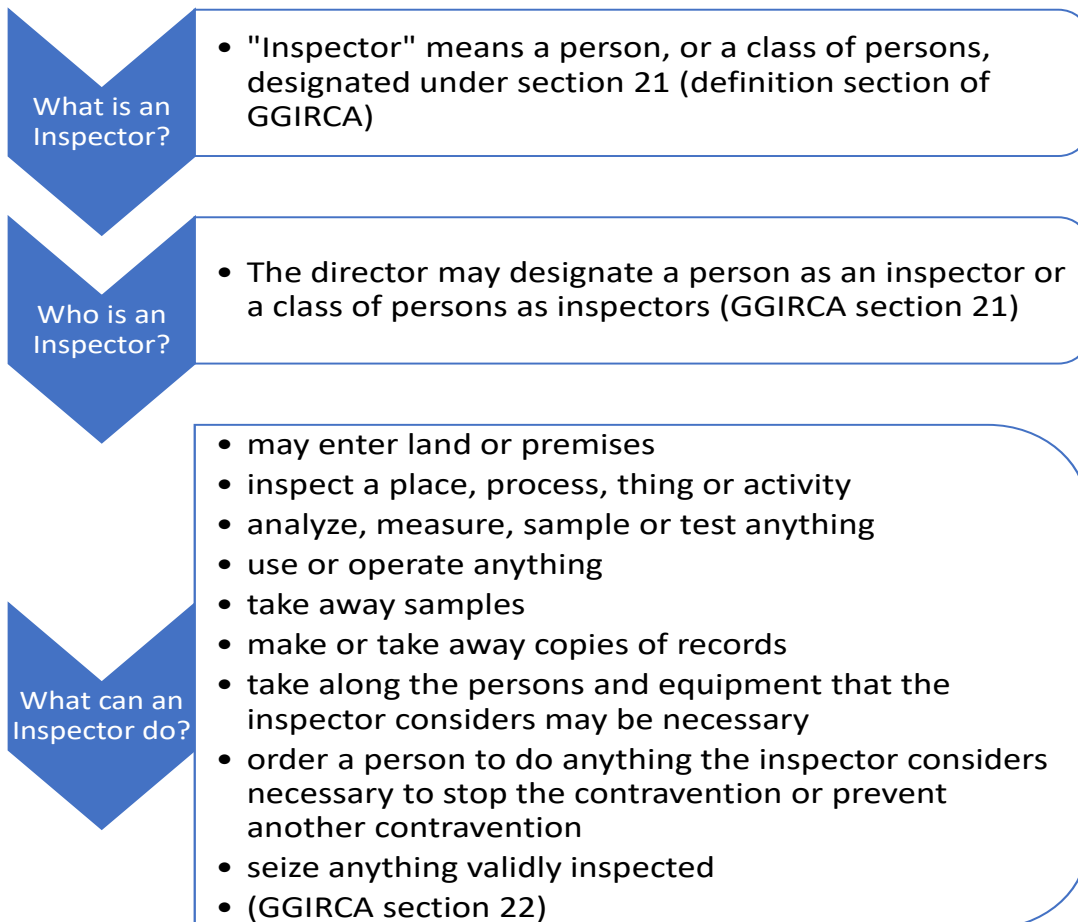 What is an
Inspector?
• "Inspector" means a person, or a class of persons,
designated under section 21 (definition section of
GGIRCA)
Who is an
Inspector?
• The director may designate a person as an inspector or
a class of persons as inspectors (GGIRCA section 21)
What can an
Inspector do?
• may enter land or premises
• inspect a place, process, thing or activity
• analyze, measure, sample or test anything
• use or operate anything
• take away samples
• make or take away copies of records
• take along the persons and equipment that the
inspector considers may be necessary
• order a person to do anything the inspector considers
necessary to stop the contravention or prevent
another contravention
• seize anything validly inspected
• (GGIRCA section 22)